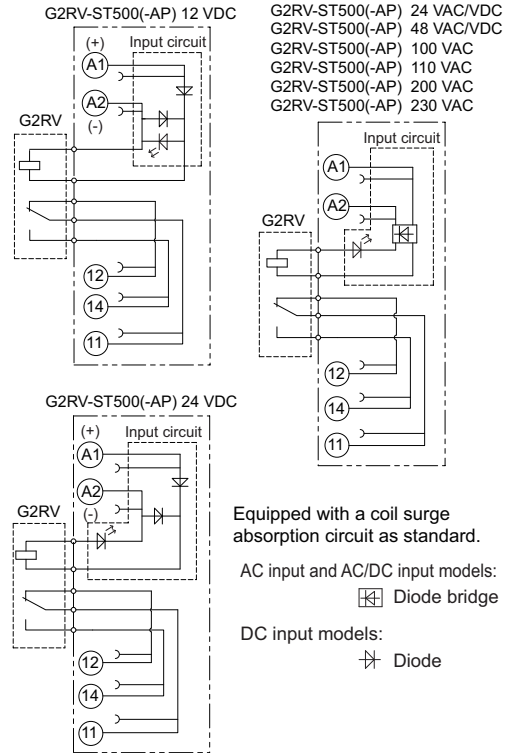 G2RV-ST500(-AP) 12 VDC
(+)
Input circuit
A1
A2
(-)
G2RV
12
14
11
G2RV-ST500(-AP) 24 VAC/VDC
G2RV-ST500(-AP) 48 VAC/VDC
G2RV-ST500(-AP) 100 VAC
G2RV-ST500(-AP) 110 VAC
G2RV-ST500(-AP) 200 VAC
G2RV-ST500(-AP) 230 VAC
Input circuit
A1
A2
G2RV
12
14
11
G2RV-ST500(-AP) 24 VDC
(+)
Input circuit
A1
A2
(-)
G2RV
12
14
11
Equipped with a coil surge
absorption circuit as standard.
AC input and AC/DC input models:
Diode bridge
DC input models:
Diode